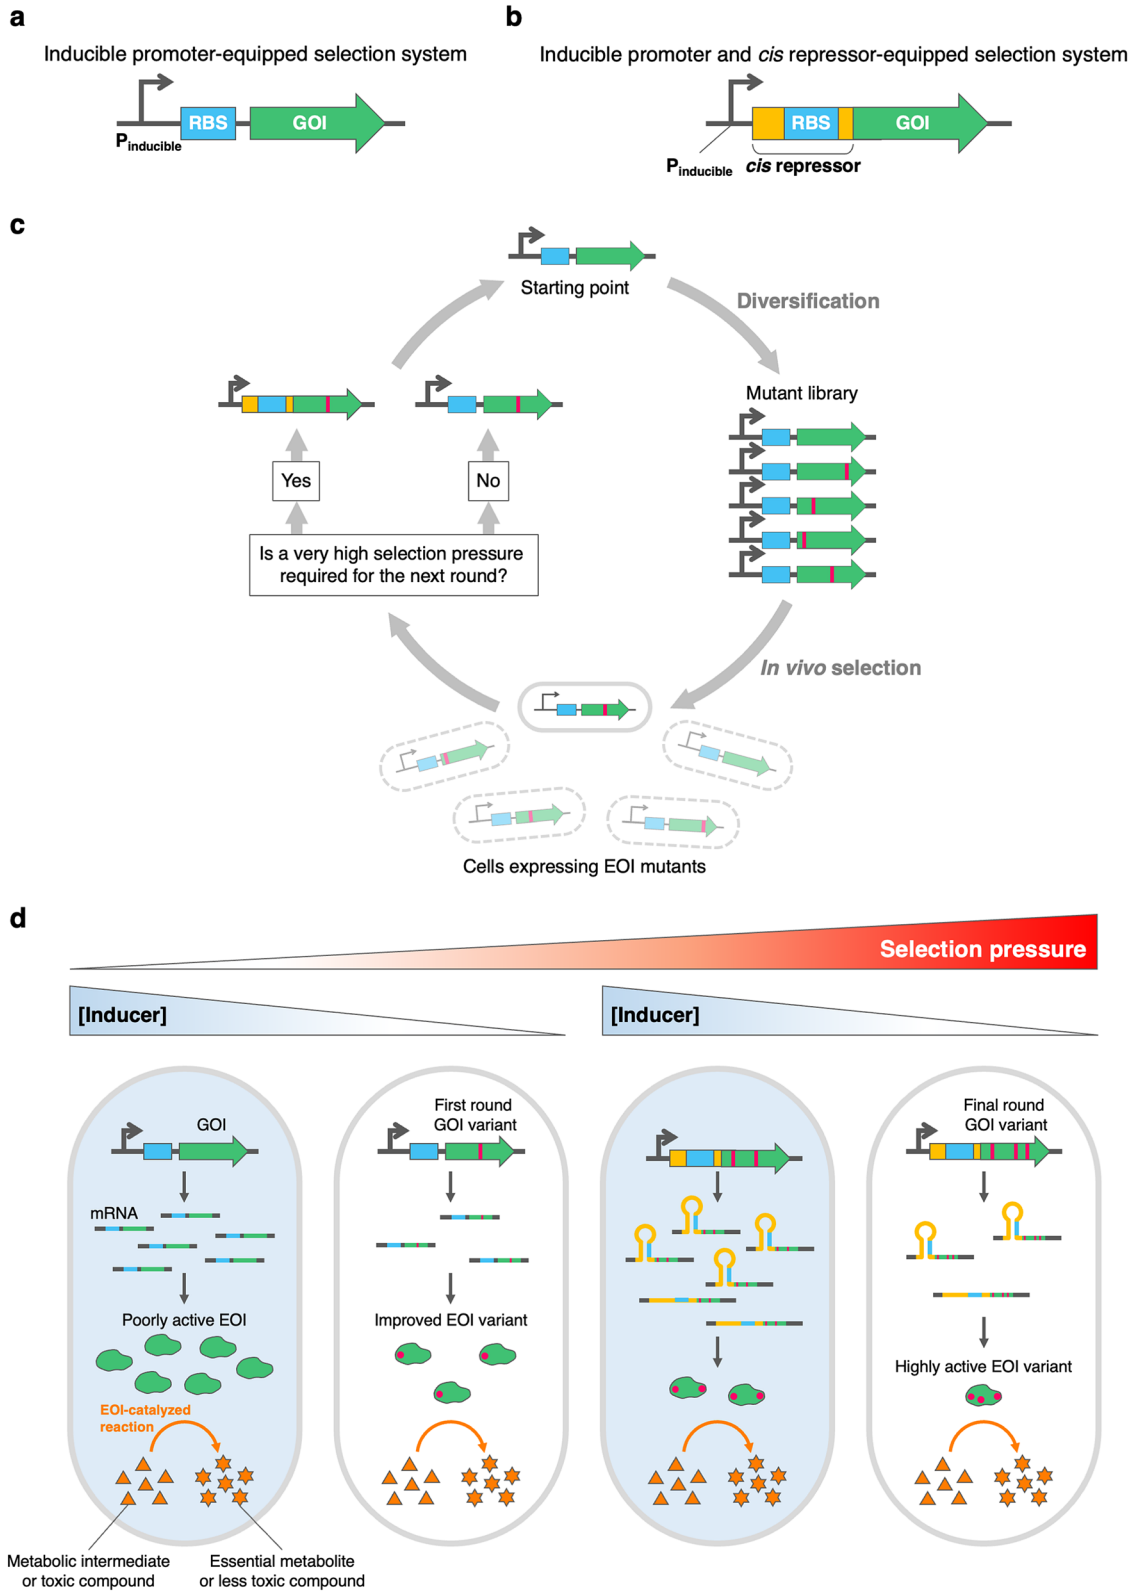 a
Inducible promoter-equipped selection system
RBS
GOI
Pinducible
b
Inducible promoter and cis repressor-equipped selection system
RBS
GOI
Pinducible
cis repressor
c
Starting point
Diversification
Mutant library
In vivo selection
Cells expressing EOI mutants
Is a very high selection pressure
required for the next round?
Yes
No
d
Selection pressure
[Inducer]
[Inducer]
GOI
mRNA
Poorly active EOI
EOI-catalyzed
reaction
Metabolic intermediate
or toxic compound
Essential metabolite
or less toxic compound
First round
GOI variant
Improved EOI variant
Final round
GOI variant
Highly active EOI variant